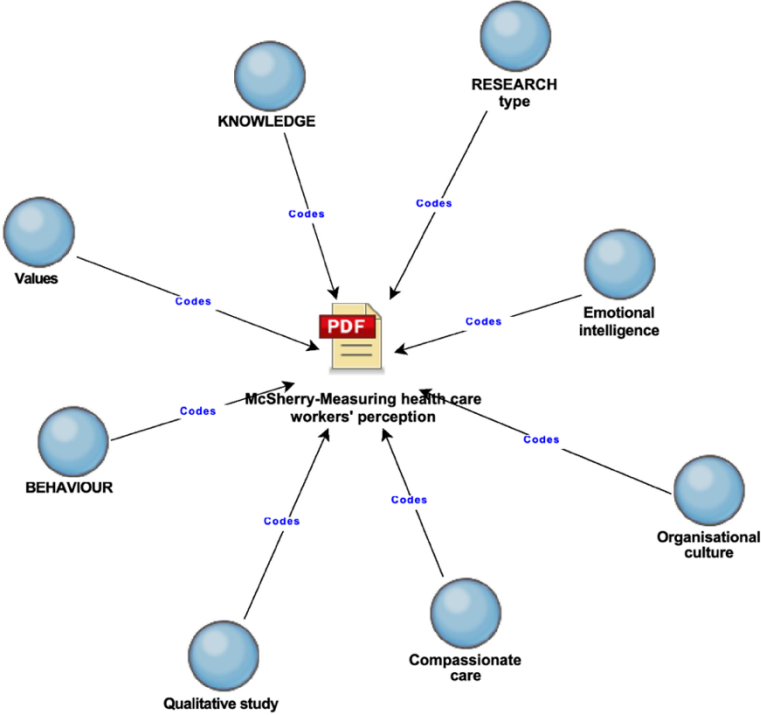 RESEARCH
type
KNOWLEDGE
Codes
Codes
Values
Codes
Emotional
intelligence
Codes
PDF
McSherry-Measuring health care
workers' perception
Codes
BEHAVIOUR
Codes
Codes
Codes
Organisational
culture
Compassionate
care
Qualitative study